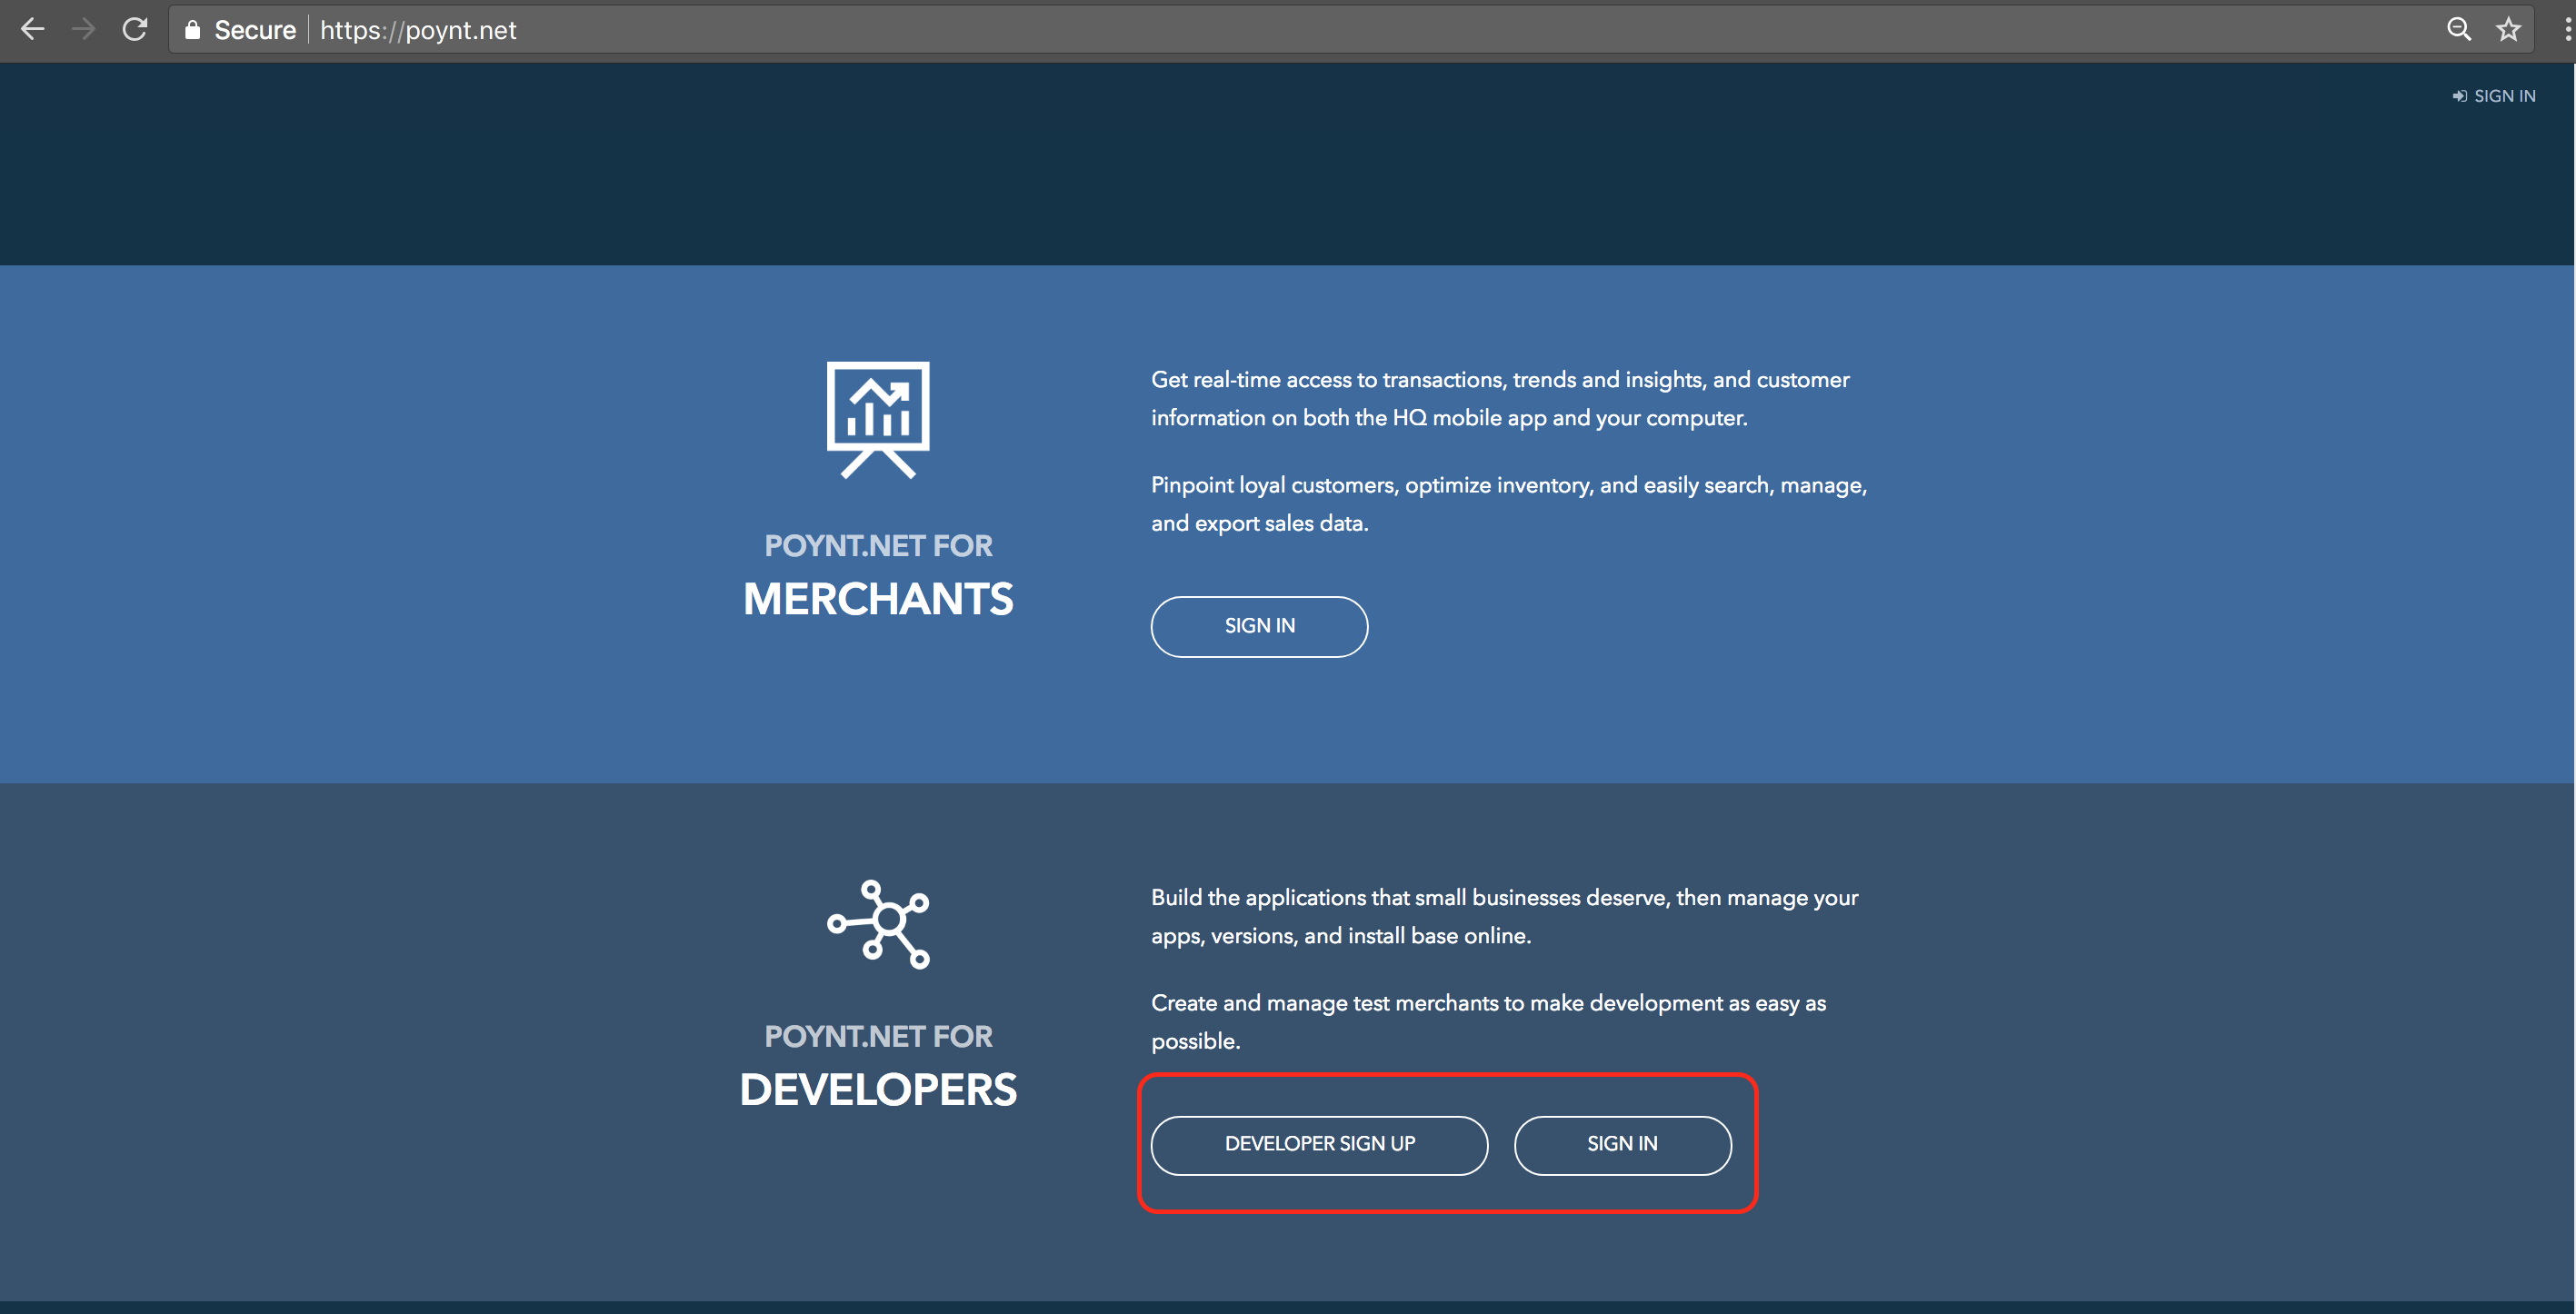 Secure https://poynt.net
SIGN IN
Get real-time access to transactions, trends and insights, and customer
information on both the HQ mobile app and your computer.
Pinpoint loyal customers, optimize inventory, and easily search, manage,
and export sales data.
POYNT.NET FOR
MERCHANTS
SIGN IN
Build the applications that small businesses deserve, then manage your
apps, versions, and install base online.
Create and manage test merchants to make development as easy as
possible.
POYNT.NET FOR
DEVELOPERS
DEVELOPER SIGN UP
SIGN IN